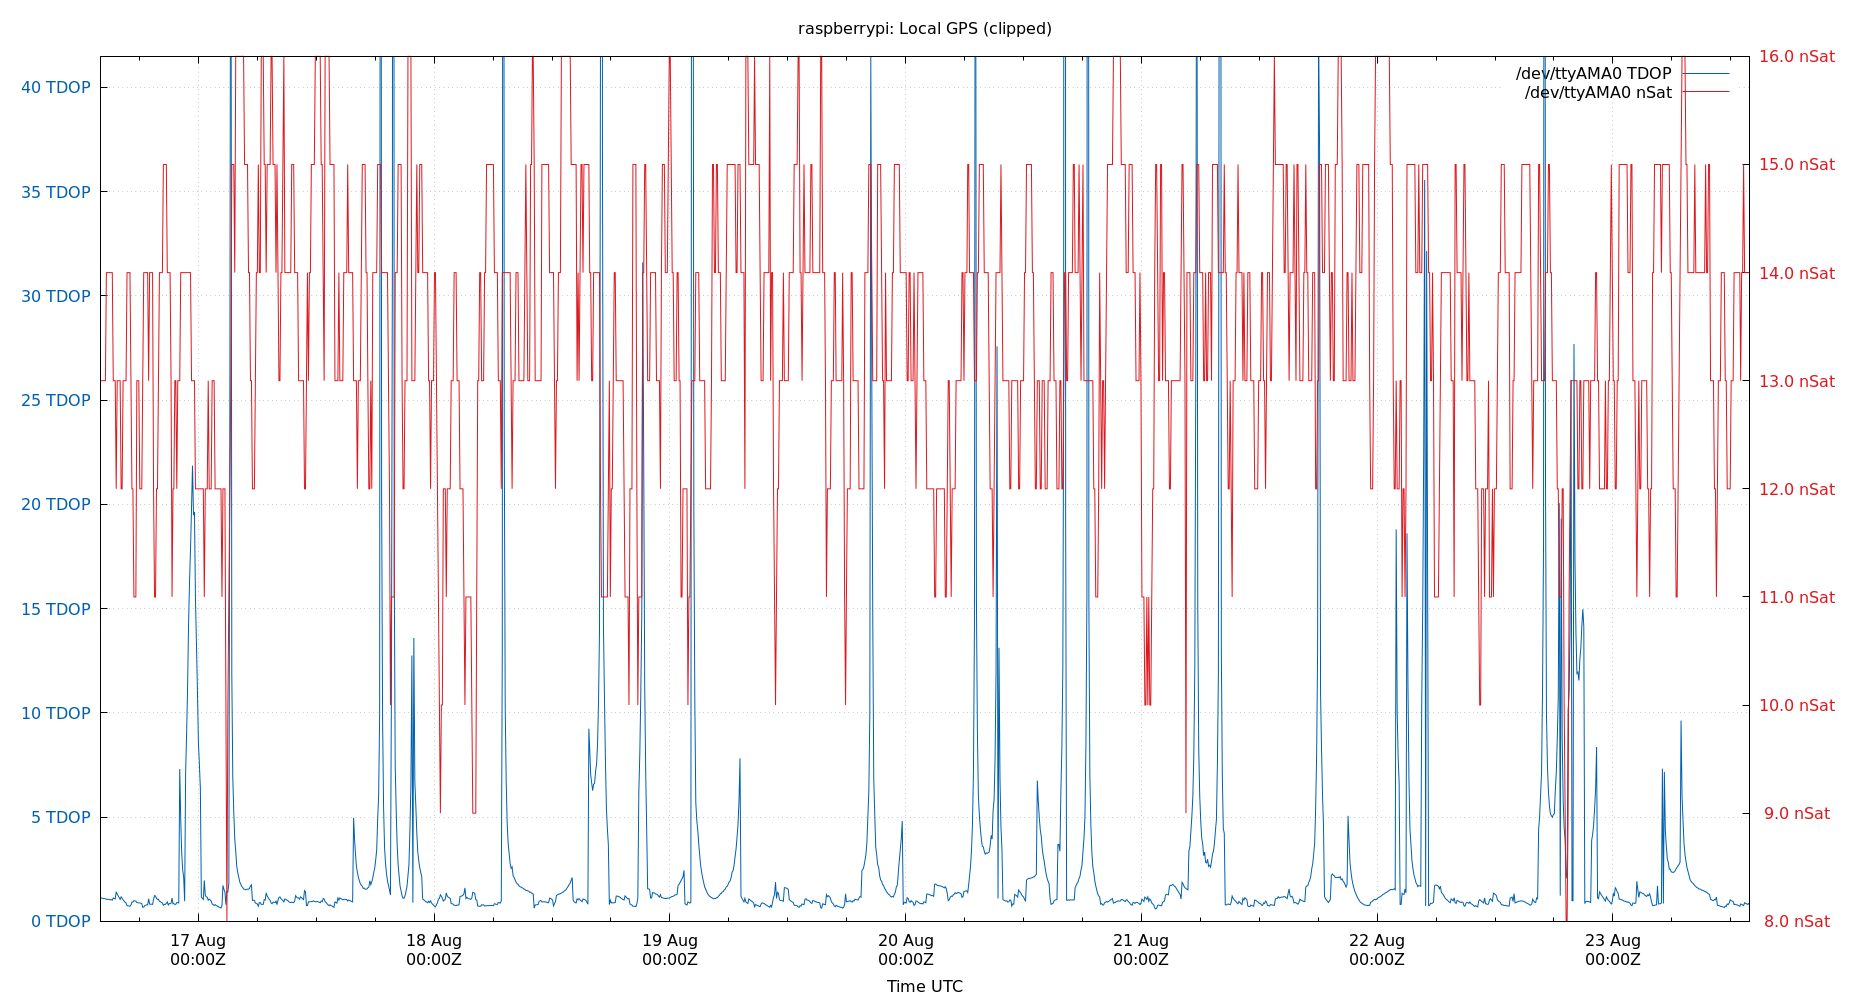 raspberrypi: Local GPS (clipped)
/dev/ttyAMA0 TDOP
/dev/ttyAMA0 nSat
40 TDOP
35 TDOP
30 TDOP
25 TDOP
20 TDOP
15 TDOP
10 TDOP
5 TDOP
0 TDOP
16.0 nSat
15.0 nSat
14.0 nSat
13.0 nSat
12.0 nSat
11.0 nSat
10.0 nSat
9.0 nSat
8.0 nSat
17 Aug
00:00Z
18 Aug
00:00Z
19 Aug
00:00Z
20 Aug
00:00Z
21 Aug
00:00Z
22 Aug
00:00Z
23 Aug
00:00Z
Time UTC